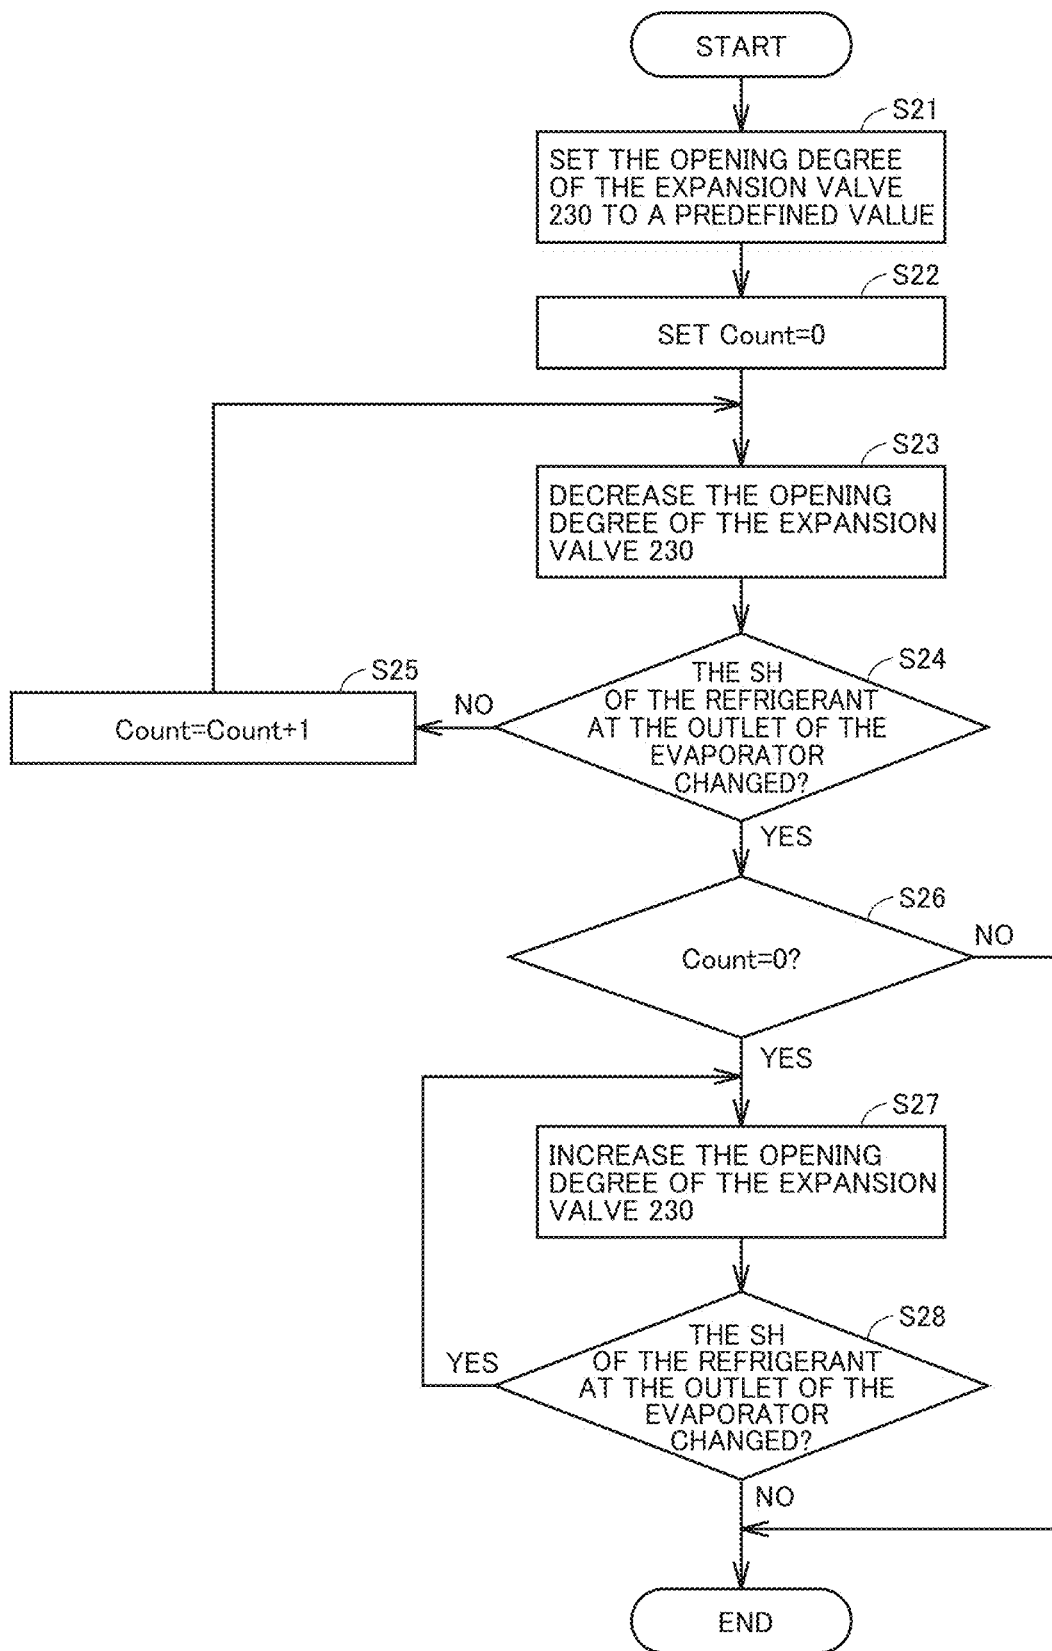 START
S21
SET THE OPENING DEGREE
OF THE EXPANSION VALVE
230 TO A PREDEFINED VALUE
S22
SET Count=0
S23
DECREASE THE OPENING
DEGREE OF THE EXPANSION
VALVE 230
S24
THE SH
OF THE REFRIGERANT
AT THE OUTLET OF THE
EVAPORATOR
CHANGED?
NO
S25
Count=Count+1
YES
S26
Count=0?
NO
YES
S27
INCREASE THE OPENING
DEGREE OF THE EXPANSION
VALVE 230
S28
THE SH
OF THE REFRIGERANT
AT THE OUTLET OF THE
EVAPORATOR
CHANGED?
YES
NO
END